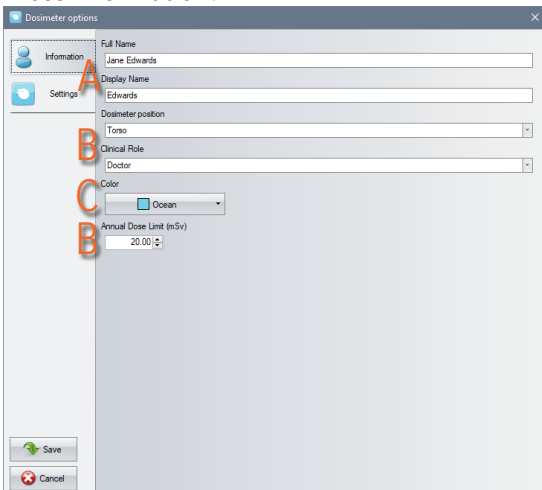 Dosimeter options
Information
Settings
A
Full Name
Jane Edwards
Display Name
Edwards
B
Dosimeter position
Torso
Clinical Role
Doctor
C
Color
Ocean
B
Annual Dose Limit (mSv)
20.00
Save
Cancel